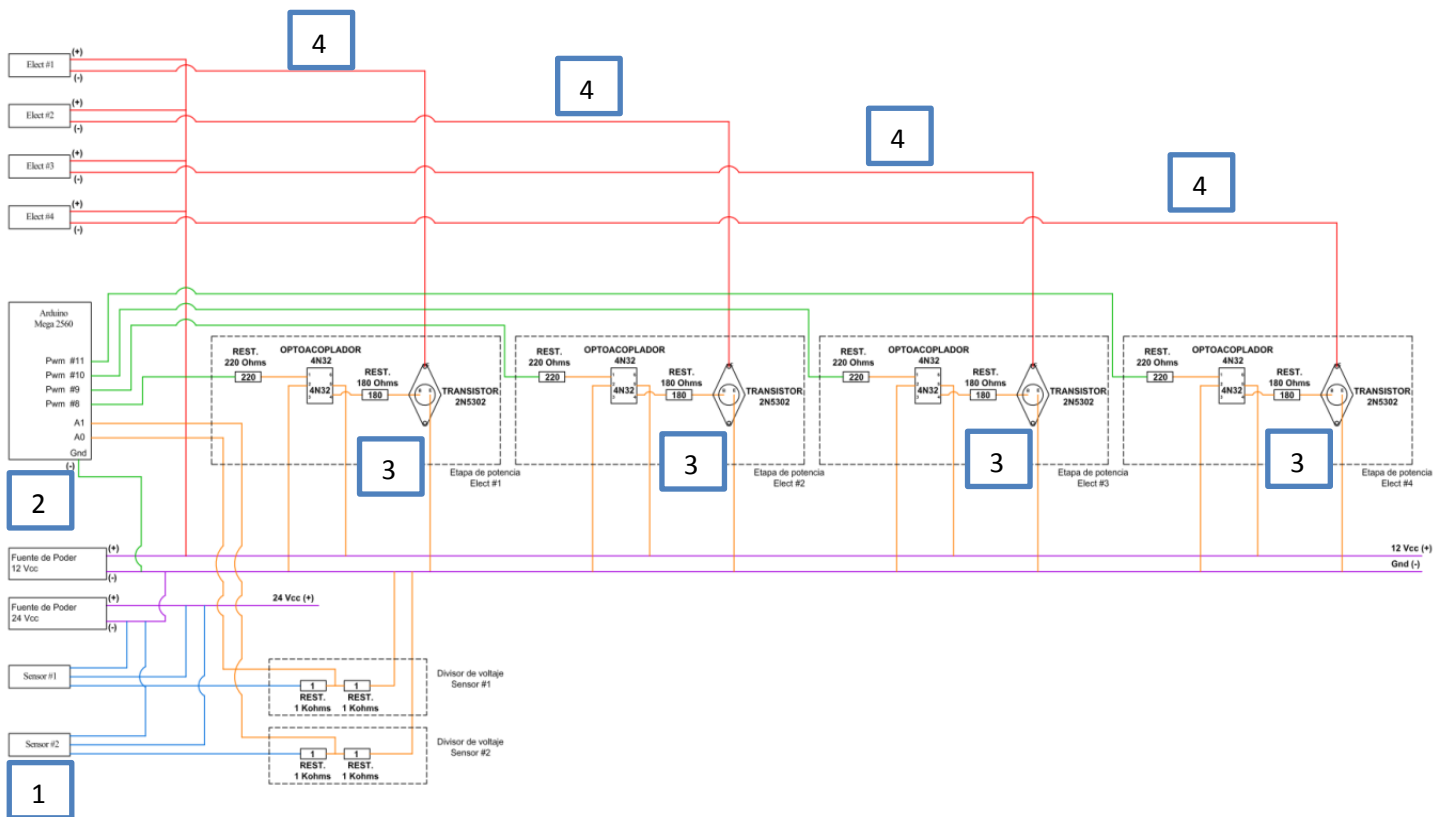 4
4
4
4
Elect #1
(+)
(-)
Elect #2
(+)
(-)
Elect #3
(+)
(-)
Elect #4
(+)
(-)
Arduino
Mega 2560
Pwm #11
Pwm #10
Pwm #9
Pwm #8
A1
A0
Gnd
(-)
2
REST.
220 Ohms
220
OPTOACOPLADOR
4N32
4N32
REST.
180 Ohms
180
TRANSISTOR
2N5302
3
Etapa de potencia
Elect #1
REST.
220 Ohms
220
OPTOACOPLADOR
4N32
4N32
REST.
180 Ohms
180
TRANSISTOR
2N5302
3
Etapa de potencia
Elect #2
REST.
220 Ohms
220
OPTOACOPLADOR
4N32
4N32
REST.
180 Ohms
180
TRANSISTOR
2N5302
3
Etapa de potencia
Elect #3
REST.
220 Ohms
220
OPTOACOPLADOR
4N32
4N32
REST.
180 Ohms
180
TRANSISTOR
2N5302
3
Etapa de potencia
Elect #4
Fuente de Poder
12 Vcc
(+)
(-)
12 Vcc (+)
Gnd (-)
Fuente de Poder
24 Vcc
(+)
(-)
24 Vcc (+)
Sensor #1
1
1
REST.
1 Kohms
REST.
1 Kohms
Divisor de voltaje
Sensor #1
Sensor #2
1
1
REST.
1 Kohms
REST.
1 Kohms
Divisor de voltaje
Sensor #2
1